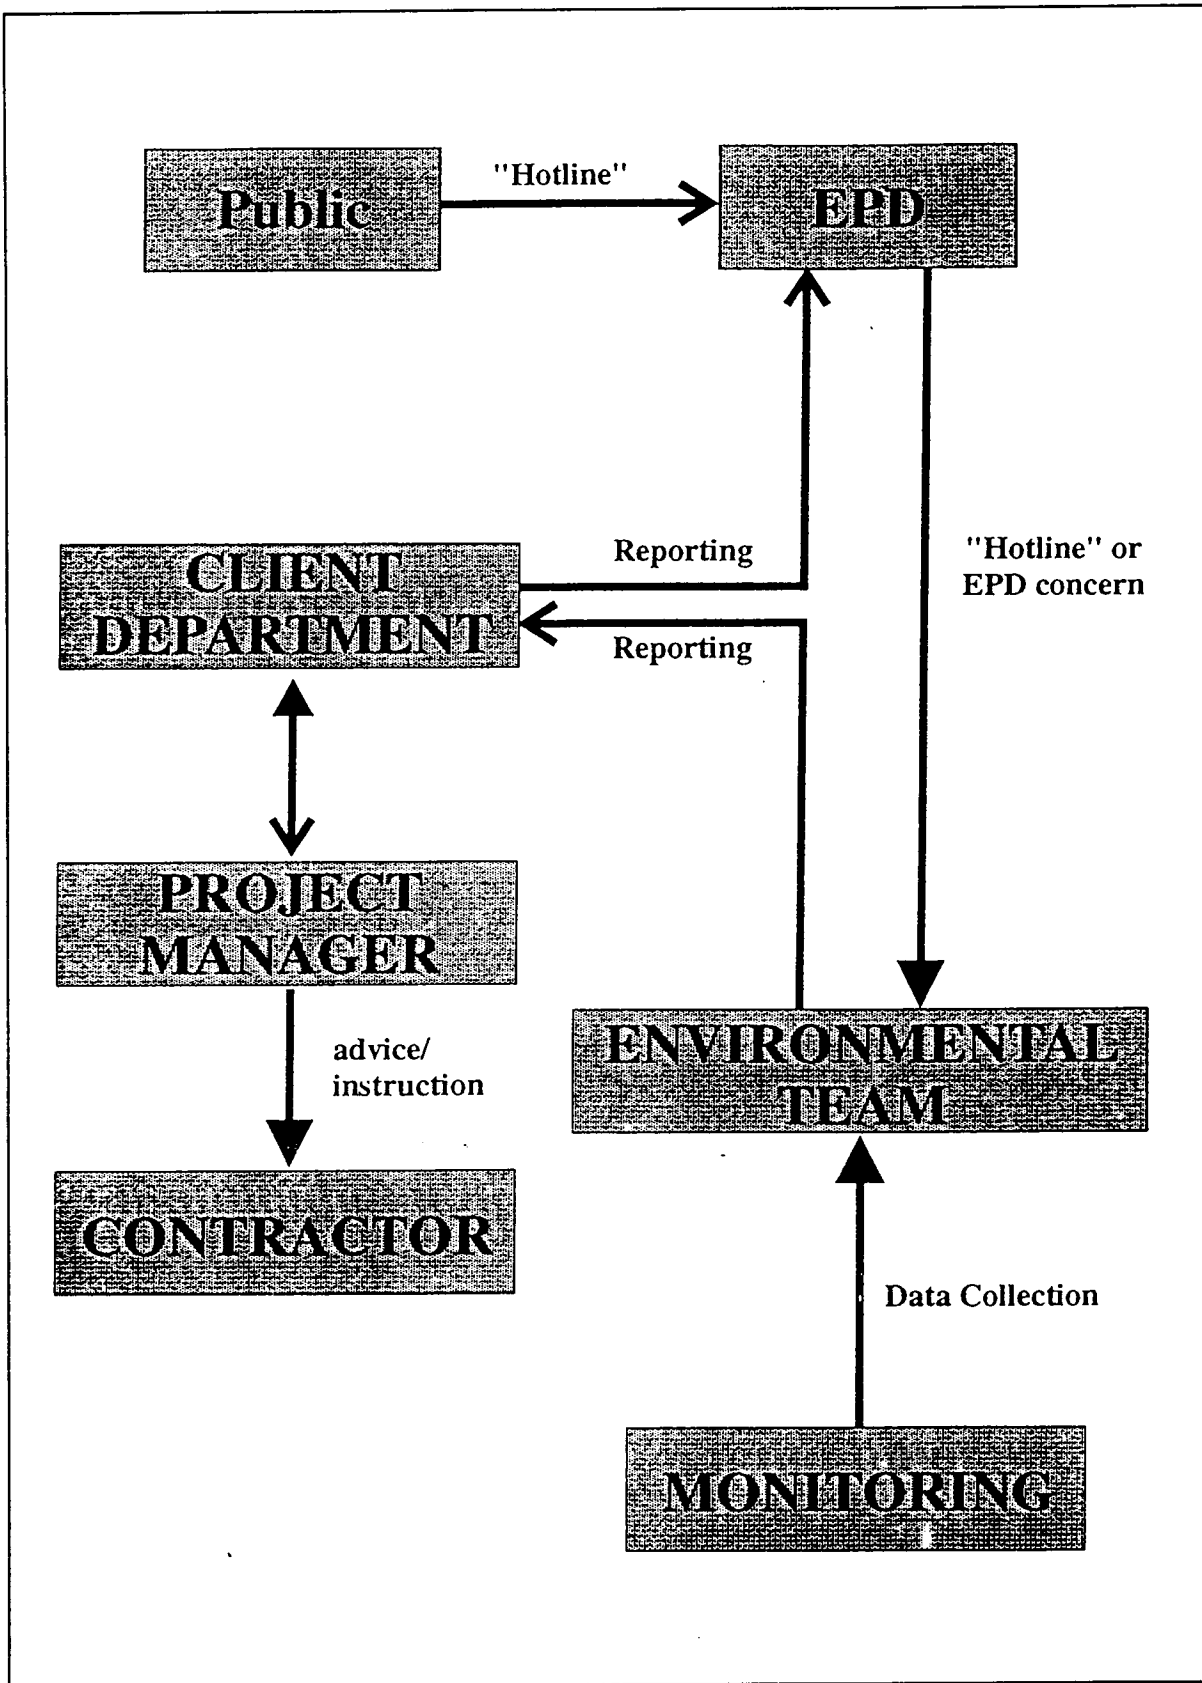 "Hotline"
Public
EPD
Reporting
"Hotline" or
EPD concern
CLIENT
DEPARTMENT
Reporting
PROJECT
MANAGER
advice/
instruction
ENVIRONMENTAL
TEAM
CONTRACTOR
Data Collection
MONITORING